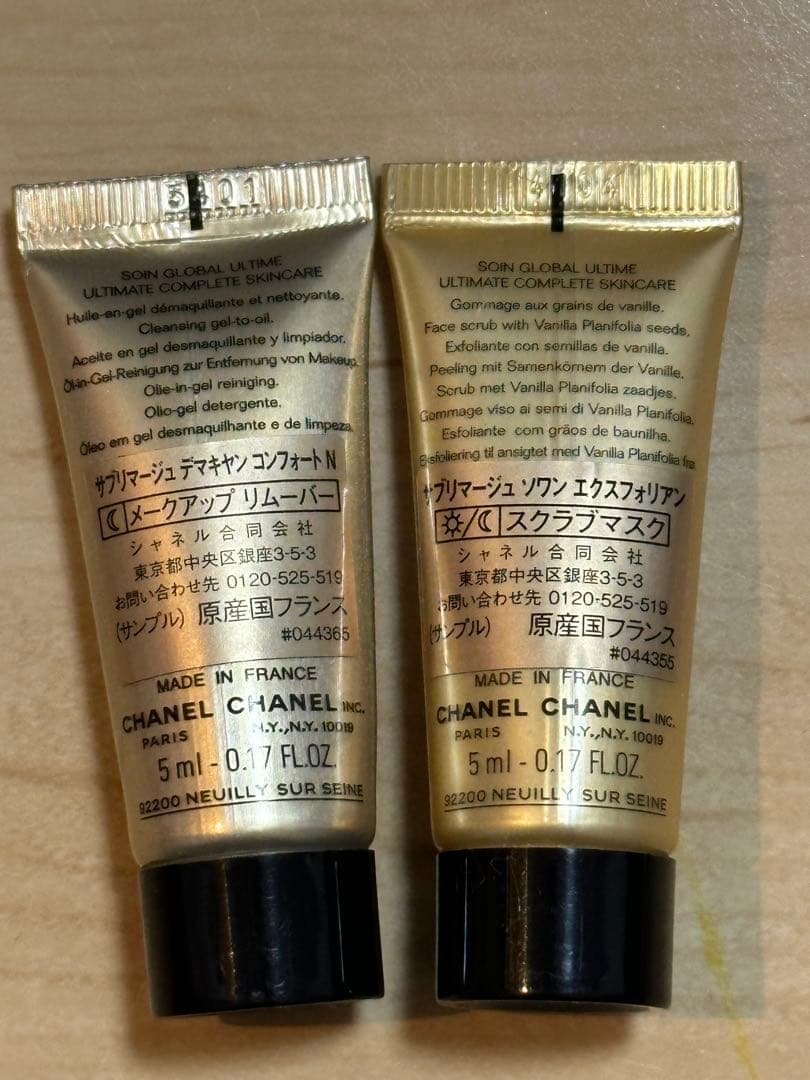 5401
SOIN GLOBAL ULTIME
ULTIMATE COMPLETE SKINCARE
Huile-en-gel démaquillante et nettoyante.
Cleansing gel-to-oil.
Aceite en gel desmaquillante y limpiador.
Öl-in-Gel-Reinigung zur Entfernung von Makeup.
Olie-in-gel reiniging.
Olio-gel detergente.
Óleo em gel desmaquilhante e de limpeza.
サブリマージュ デマキヤン コンフォート N
メークアップ リムーバー
シャネル合同会社
東京都中央区銀座3-5-3
お問い合わせ先 0120-525-519
(サンプル) 原産国フランス
#044365
MADE IN FRANCE
CHANEL CHANEL INC.
PARIS N.Y.,N.Y. 10019
5 ml - 0.17 FL.OZ.
92200 NEUILLY SUR SEINE
SOIN GLOBAL ULTIME
ULTIMATE COMPLETE SKINCARE
Gommage aux grains de vanille.
Face scrub with Vanilla Planifolia seeds.
Exfoliante con semillas de vanilla.
Peeling mit Samenkörnern der Vanille.
Scrub met Vanilla Planifolia zaadjes.
Gommage viso ai semi di Vanilla Planifolia.
Esfoliante com grãos de baunilha.
Eksfoliering til ansigtet med Vanilla Planifolia
サブリマージュ ソワン エクスフォリアン
/ スクラブマスク
シャネル合同会社
東京都中央区銀座3-5-3
お問い合わせ先 0120-525-519
(サンプル) 原産国フランス
#044355
MADE IN FRANCE
CHANEL CHANEL INC.
PARIS N.Y.,N.Y. 10019
5 ml - 0.17 FL.OZ.
92200 NEUILLY SUR SEINE